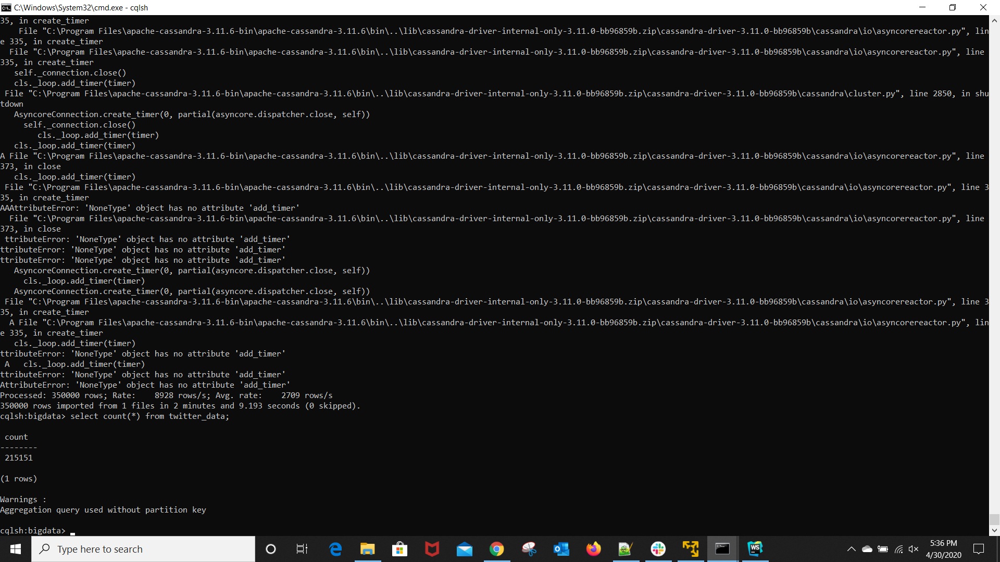 C:\Windows\System32\cmd.exe - cqlsh
35, in create_timer
    File "C:\Program Files\apache-cassandra-3.11.6-bin\apache-cassandra-3.11.6\bin\..\lib\cassandra-driver-internal-only-3.11.0-bb96859b.zip\cassandra-driver-3.11.0-bb96859b\cassandra\io\asyncorereactor.py", lin
e 335, in create_timer
  File "C:\Program Files\apache-cassandra-3.11.6-bin\apache-cassandra-3.11.6\bin\..\lib\cassandra-driver-internal-only-3.11.0-bb96859b.zip\cassandra-driver-3.11.0-bb96859b\cassandra\io\asyncorereactor.py", line
335, in create_timer
   self._connection.close()
   cls._loop.add_timer(timer)
 File "C:\Program Files\apache-cassandra-3.11.6-bin\apache-cassandra-3.11.6\bin\..\lib\cassandra-driver-internal-only-3.11.0-bb96859b.zip\cassandra-driver-3.11.0-bb96859b\cassandra\cluster.py", line 2850, in shu
tdown
   AsyncoreConnection.create_timer(0, partial(asyncore.dispatcher.close, self))
     self._connection.close()
        cls._loop.add_timer(timer)
   cls._loop.add_timer(timer)
A File "C:\Program Files\apache-cassandra-3.11.6-bin\apache-cassandra-3.11.6\bin\..\lib\cassandra-driver-internal-only-3.11.0-bb96859b.zip\cassandra-driver-3.11.0-bb96859b\cassandra\io\asyncorereactor.py", line
373, in close
   cls._loop.add_timer(timer)
 File "C:\Program Files\apache-cassandra-3.11.6-bin\apache-cassandra-3.11.6\bin\..\lib\cassandra-driver-internal-only-3.11.0-bb96859b.zip\cassandra-driver-3.11.0-bb96859b\cassandra\io\asyncorereactor.py", line 3
35, in create_timer
AAAttributeError: 'NoneType' object has no attribute 'add_timer'
  File "C:\Program Files\apache-cassandra-3.11.6-bin\apache-cassandra-3.11.6\bin\..\lib\cassandra-driver-internal-only-3.11.0-bb96859b.zip\cassandra-driver-3.11.0-bb96859b\cassandra\io\asyncorereactor.py", line
373, in close
 ttributeError: 'NoneType' object has no attribute 'add_timer'
ttributeError: 'NoneType' object has no attribute 'add_timer'
ttributeError: 'NoneType' object has no attribute 'add_timer'
   AsyncoreConnection.create_timer(0, partial(asyncore.dispatcher.close, self))
     cls._loop.add_timer(timer)
   AsyncoreConnection.create_timer(0, partial(asyncore.dispatcher.close, self))
 File "C:\Program Files\apache-cassandra-3.11.6-bin\apache-cassandra-3.11.6\bin\..\lib\cassandra-driver-internal-only-3.11.0-bb96859b.zip\cassandra-driver-3.11.0-bb96859b\cassandra\io\asyncorereactor.py", line 3
35, in create_timer
  A File "C:\Program Files\apache-cassandra-3.11.6-bin\apache-cassandra-3.11.6\bin\..\lib\cassandra-driver-internal-only-3.11.0-bb96859b.zip\cassandra-driver-3.11.0-bb96859b\cassandra\io\asyncorereactor.py", lin
e 335, in create_timer
   cls._loop.add_timer(timer)
ttributeError: 'NoneType' object has no attribute 'add_timer'
 A   cls._loop.add_timer(timer)
ttributeError: 'NoneType' object has no attribute 'add_timer'
AttributeError: 'NoneType' object has no attribute 'add_timer'
Processed: 350000 rows; Rate:    8928 rows/s; Avg. rate:    2709 rows/s
350000 rows imported from 1 files in 2 minutes and 9.193 seconds (0 skipped).
cqlsh:bigdata> select count(*) from twitter_data;
 count
--------
 215151
(1 rows)
Warnings :
Aggregation query used without partition key
cqlsh:bigdata>
Type here to search
WS
5:36 PM
4/30/2020